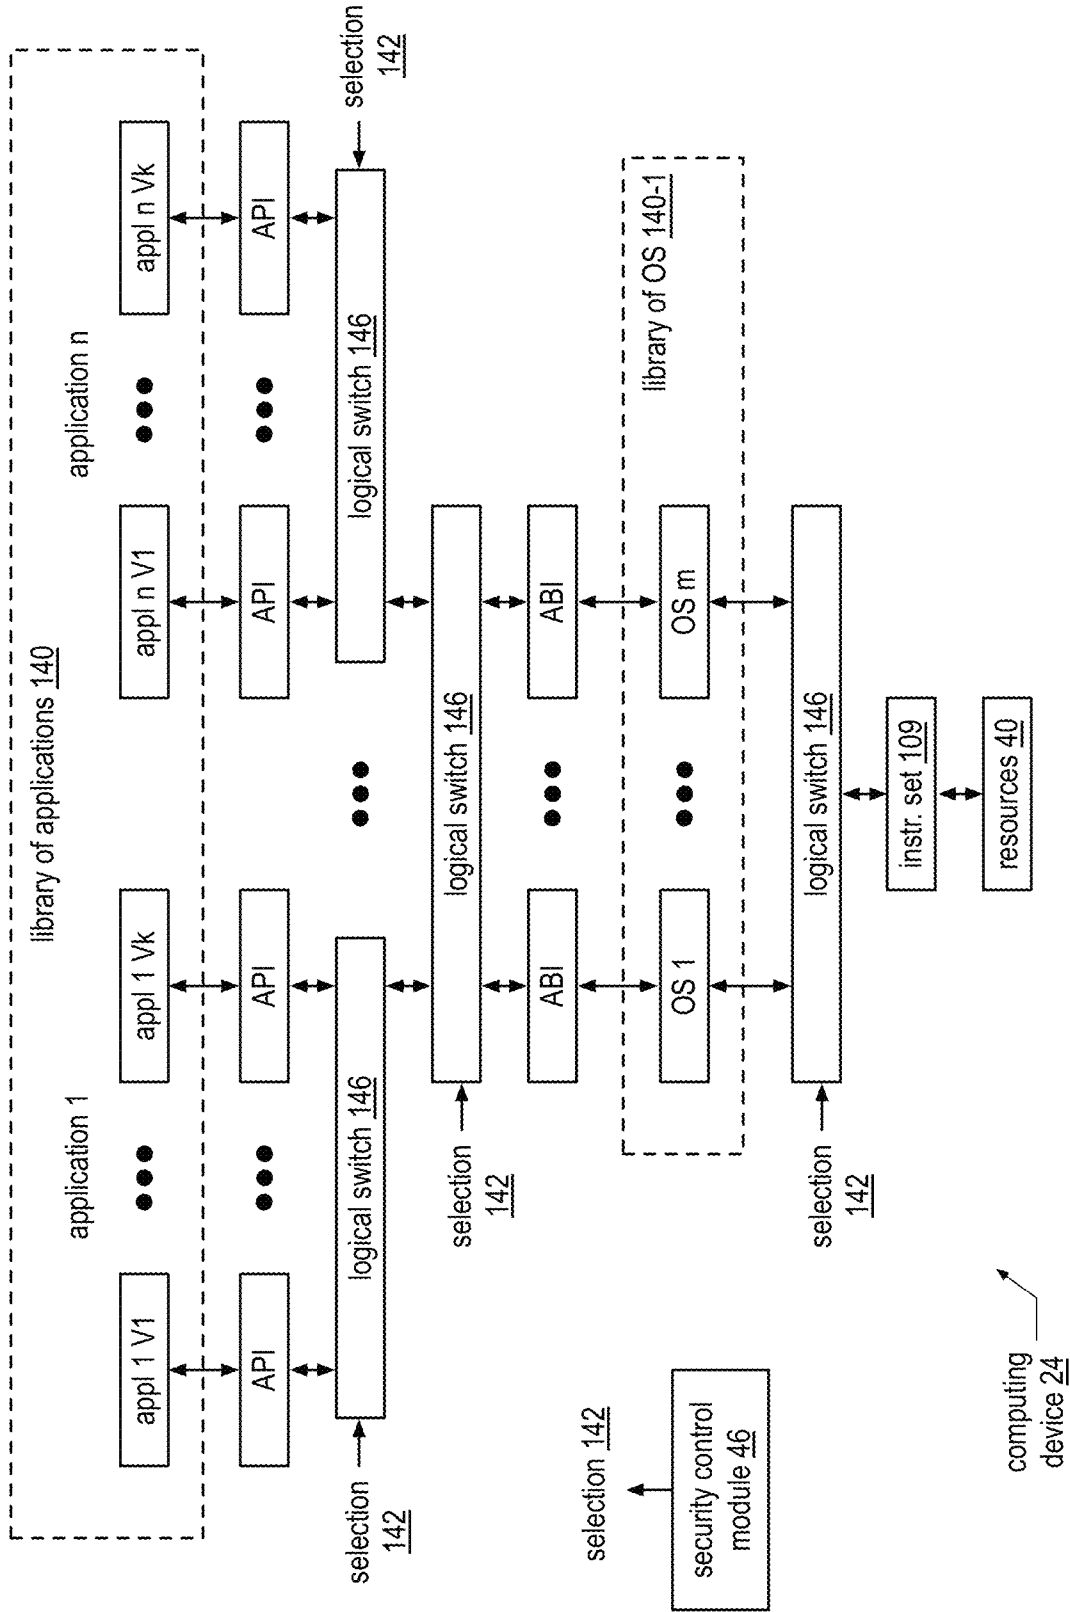 library of applications 140
application 1
application n
appl 1 V1
appl 1 Vk
appl n V1
appl n Vk
API
API
API
API
selection
142
logical switch 146
logical switch 146
selection
142
selection
142
logical switch 146
ABI
ABI
library of OS 140-1
OS 1
OS m
selection 142
security control
module 46
selection
142
logical switch 146
instr. set 109
resources 40
computing
device 24